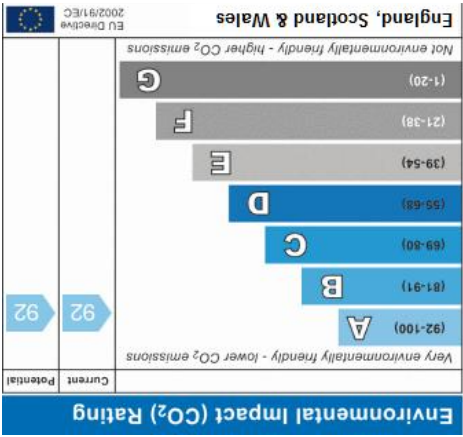 Environmental Impact (CO₂) Rating
Current Potential
Very environmentally friendly - lower CO₂ emissions
(92-100) A
(81-91) B
(69-80) C
(55-68) D
(39-54) E
(21-38) F
(1-20) G
92 92
Not environmentally friendly - higher CO₂ emissions
England, Scotland & Wales
EU Directive
2002/91/EC